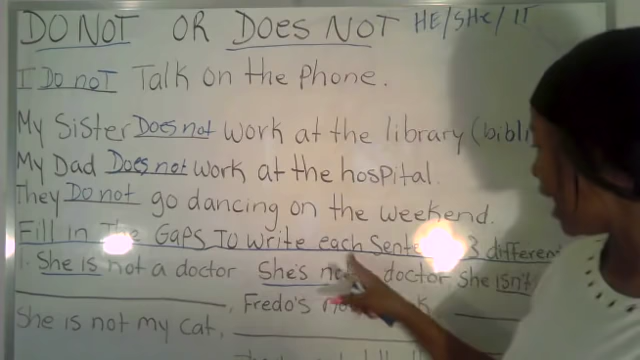 DO NOT OR DOES NOT HE/SHE/IT
I DO noT Talk on the phone.
My Sister Does not work at the library (bibli
My Dad Does not work at the hospital.
They DO not go dancing on the weekend.
Fill in The GAPS TO write each Sente 3 differen
1. She is not a doctor She's not doctor She isn't
Fredo's
She is not my cat,